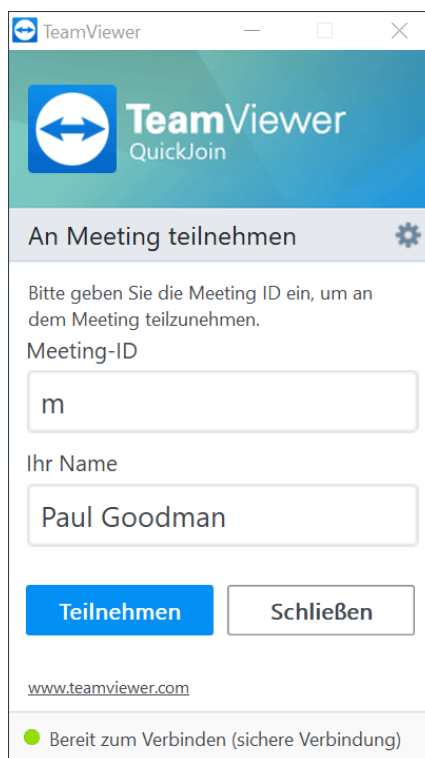 TeamViewer
TeamViewer
QuickJoin
An Meeting teilnehmen
Bitte geben Sie die Meeting ID ein, um an
dem Meeting teilzunehmen.
Meeting-ID
m
Ihr Name
Paul Goodman
Teilnehmen Schließen
www.teamviewer.com
Bereit zum Verbinden (sichere Verbindung)